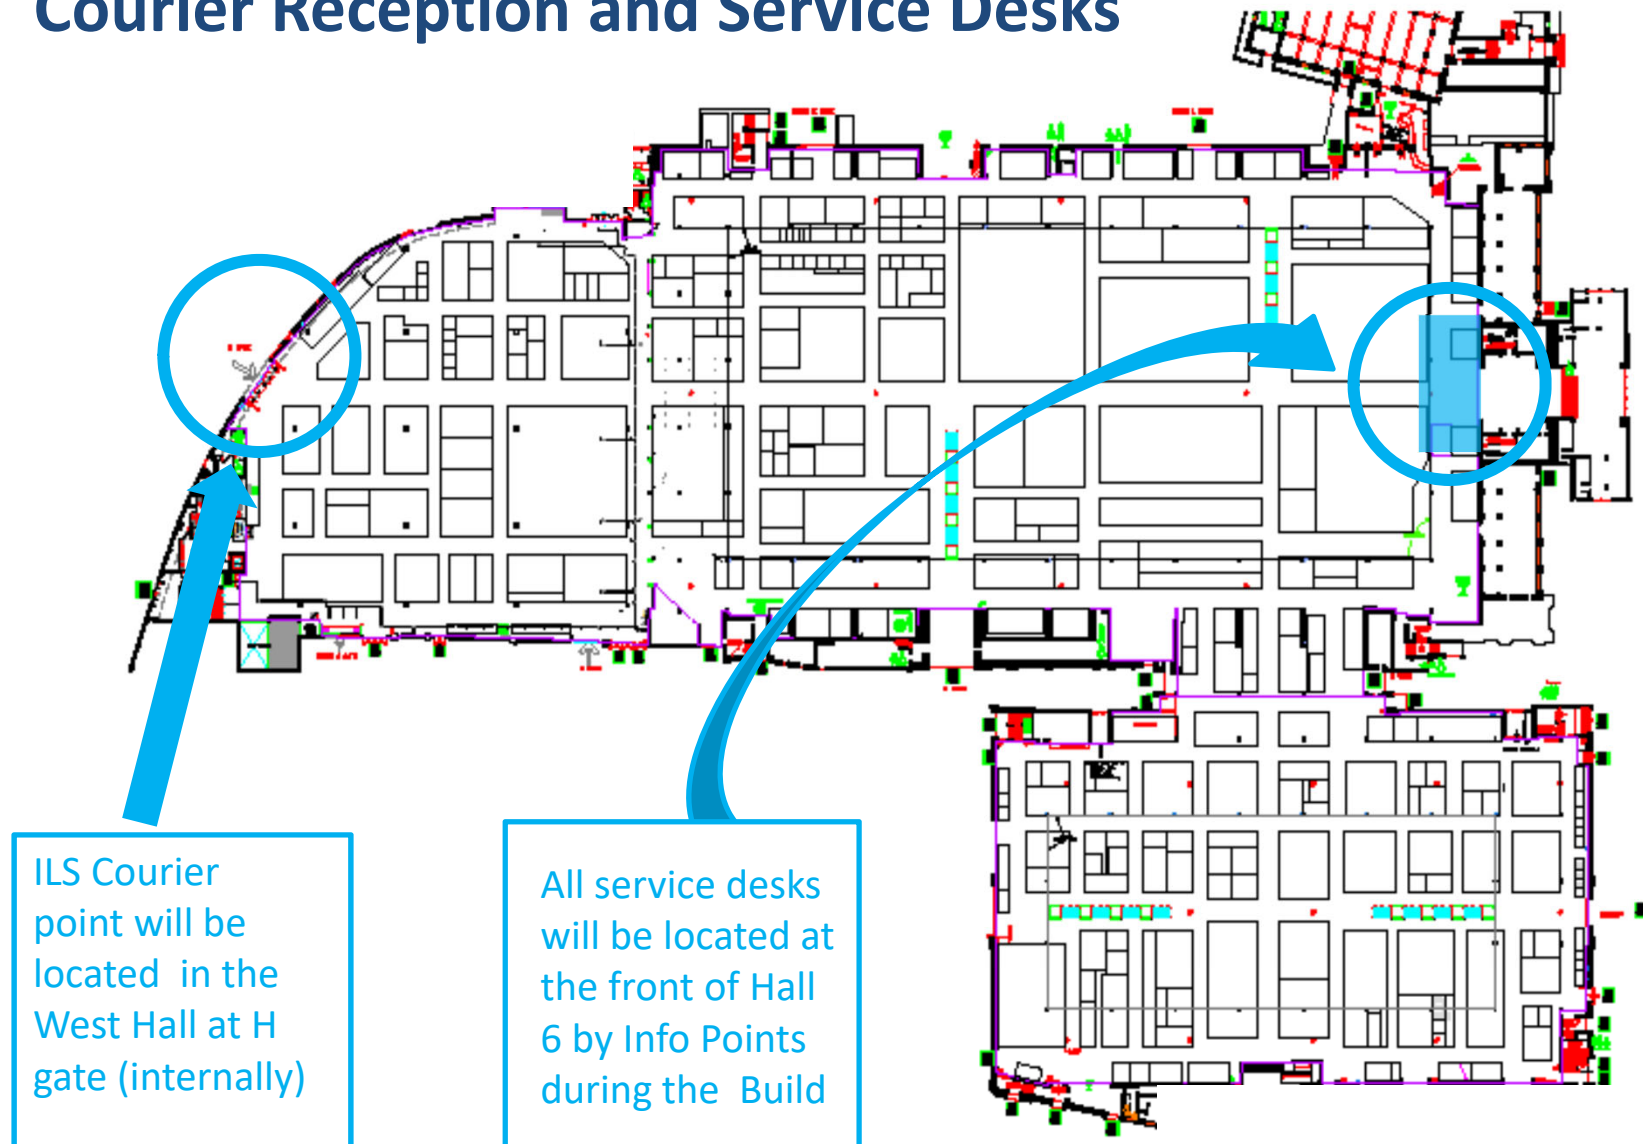 Courier Reception and Service Desks
ILS Courier
point will be
located in the
West Hall at H
gate (internally)
All service desks
will be located at
the front of Hall
6 by Info Points
during the Build